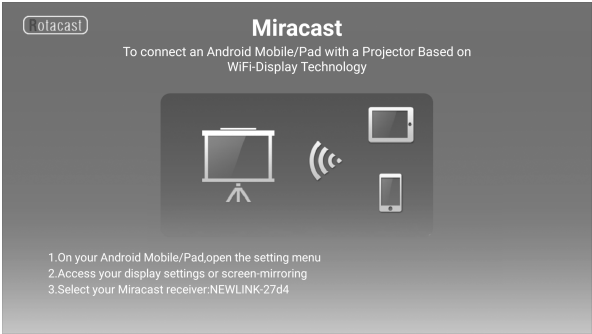 Rotacast
Miracast
To connect an Android Mobile/Pad with a Projector Based on
WiFi-Display Technology
1.On your Android Mobile/Pad,open the setting menu
2.Access your display settings or screen-mirroring
3.Select your Miracast receiver:NEWLINK-27d4